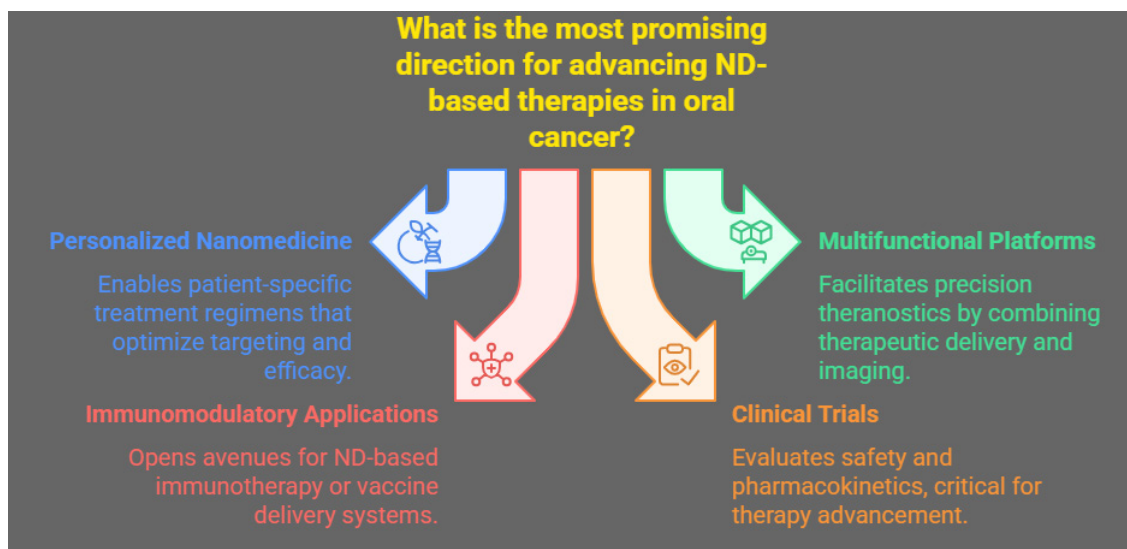 What is the most promising
direction for advancing ND-
based therapies in oral
cancer?
Personalized Nanomedicine
Enables patient-specific
treatment regimens that
optimize targeting and
efficacy.
Multifunctional Platforms
Facilitates precision
theranostics by combining
therapeutic delivery and
imaging.
Immunomodulatory Applications
Opens avenues for ND-based
immunotherapy or vaccine
delivery systems.
Clinical Trials
Evaluates safety and
pharmacokinetics, critical for
therapy advancement.